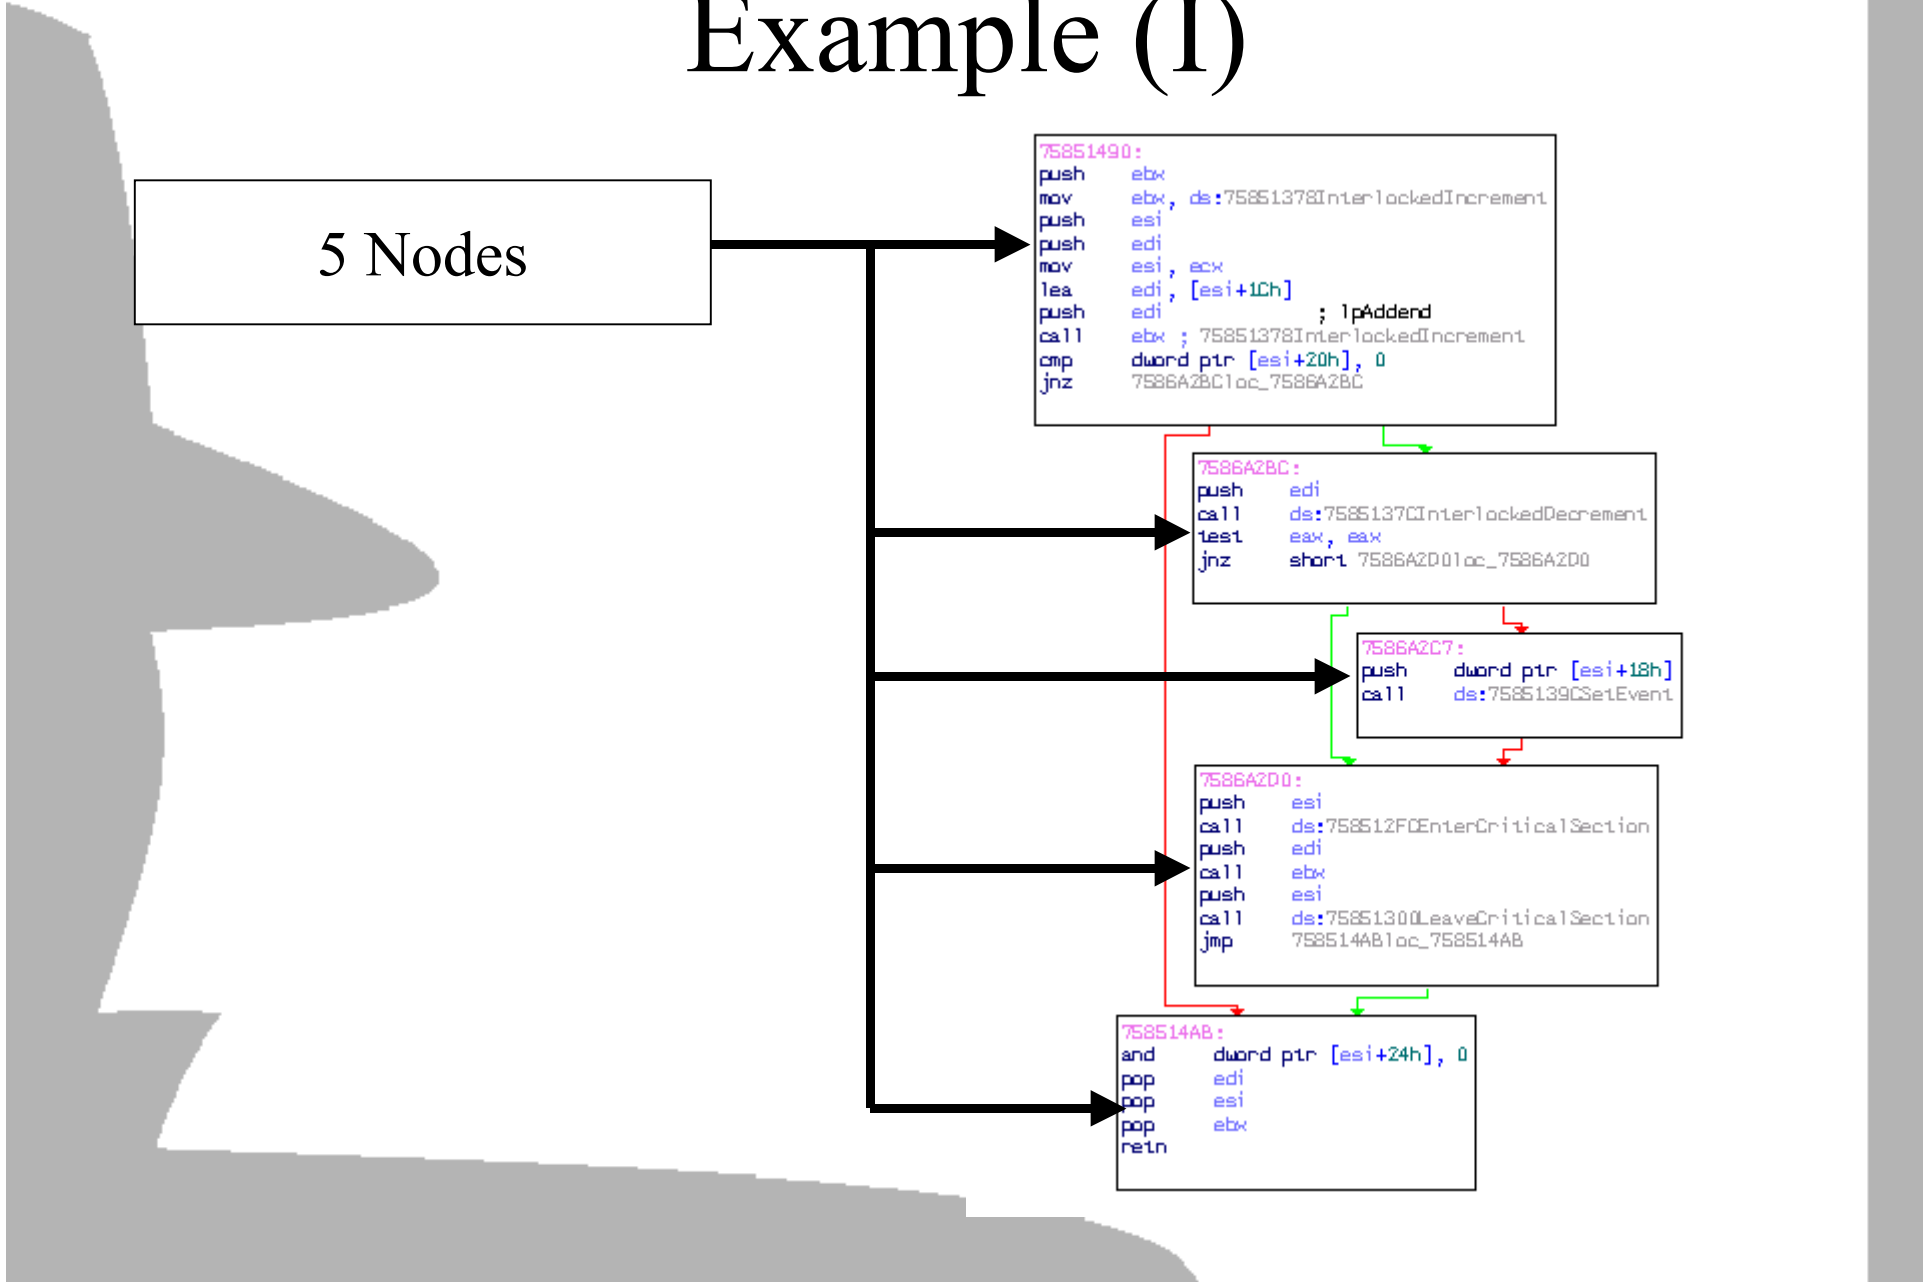 Example (I)
5 Nodes
75851490:
push ebx
mov ebx, ds:75851378InterlockedIncrement
push esi
push edi
mov esi, ecx
lea edi, [esi+1Ch]
push edi ; lpAddend
call ebx ; 75851378InterlockedIncrement
cmp dword ptr [esi+20h], 0
jnz 7586A2BCloc_7586A2BC
7586A2BC:
push edi
call ds:7585137CInterlockedDecrement
test eax, eax
jnz short 7586A2D0loc_7586A2D0
7586A2C7:
push dword ptr [esi+18h]
call ds:7585139CSetEvent
7586A2D0:
push esi
call ds:758512FCEnterCriticalSection
push edi
call ebx
push esi
call ds:75851300LeaveCriticalSection
jmp 758514ABloc_758514AB
758514AB:
and dword ptr [esi+24h], 0
pop edi
pop esi
pop ebx
retn